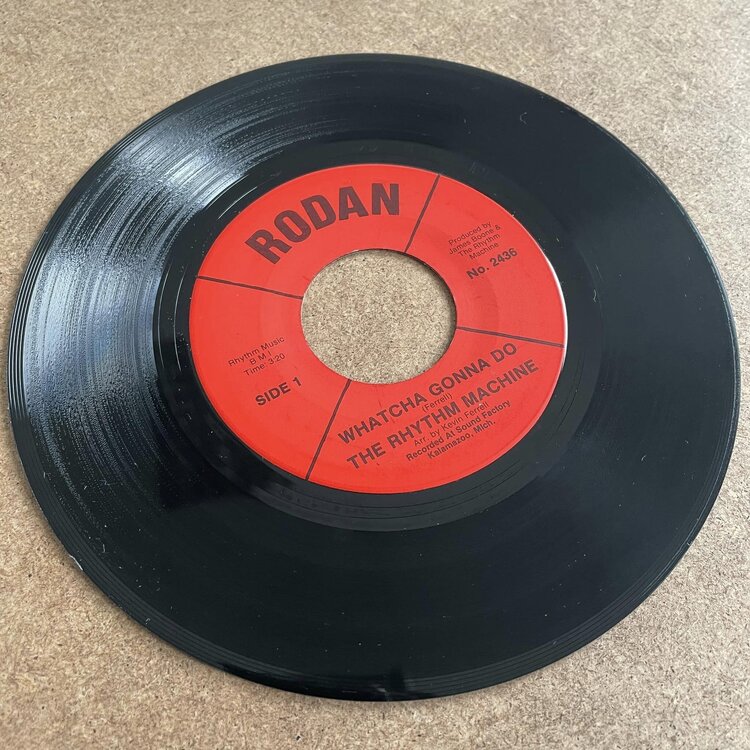 RODAN
Produced by
James Boone &
The Rhythm
Machine
No. 2436
Rhythm Music
B M I
Time 3:20
SIDE 1
WHATCHA GONNA DO
(Ferrell)
THE RHYTHM MACHINE
Arr. by Kevin Ferrell
Recorded At Sound Factory
Kalamazoo, Mich.